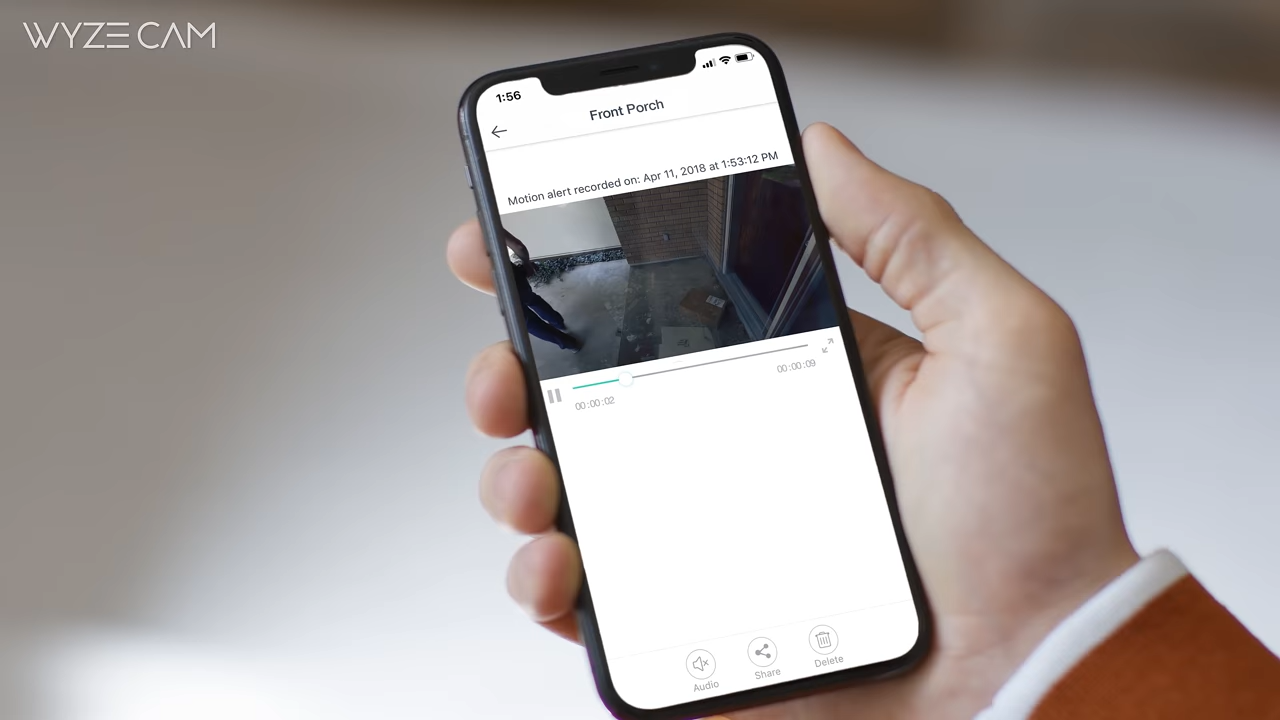 WYZE CAM
1:56
Front Porch
Motion alert recorded on: Apr 11, 2018 at 1:53:12 PM
00:00:02
00:00:09
Audio
Share
Delete